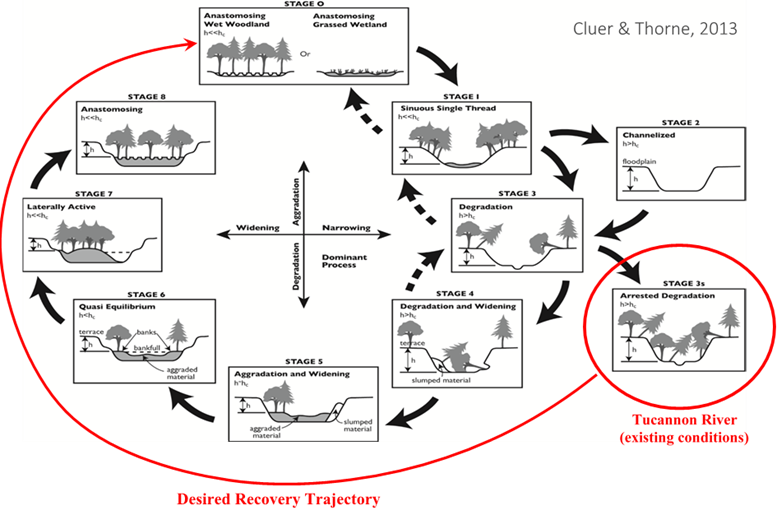 Cluer & Thorne, 2013
STAGE 0
Anastomosing
Wet Woodland
h<<hc
Or
Anastomosing
Grassed Wetland
STAGE 1
Sinuous Single Thread
h<<hc
h
STAGE 2
Channelized
h>hc
floodplain
h
STAGE 3
Degradation
h>hc
h
STAGE 3s
Arrested Degradation
h>hc
h
Tucannon River
(existing conditions)
STAGE 4
Degradation and Widening
h>hc
terrace
h
slumped material
STAGE 5
Aggradation and Widening
h~hc
h
aggraded
material
slumped
material
STAGE 6
Quasi Equilibrium
h<hc
terrace
banks
h
bankfull
aggraded
material
STAGE 7
Laterally Active
h<<hc
h
STAGE 8
Anastomosing
h<<hc
h
Aggradation
Widening
Narrowing
Degradation
Dominant
Process
Desired Recovery Trajectory